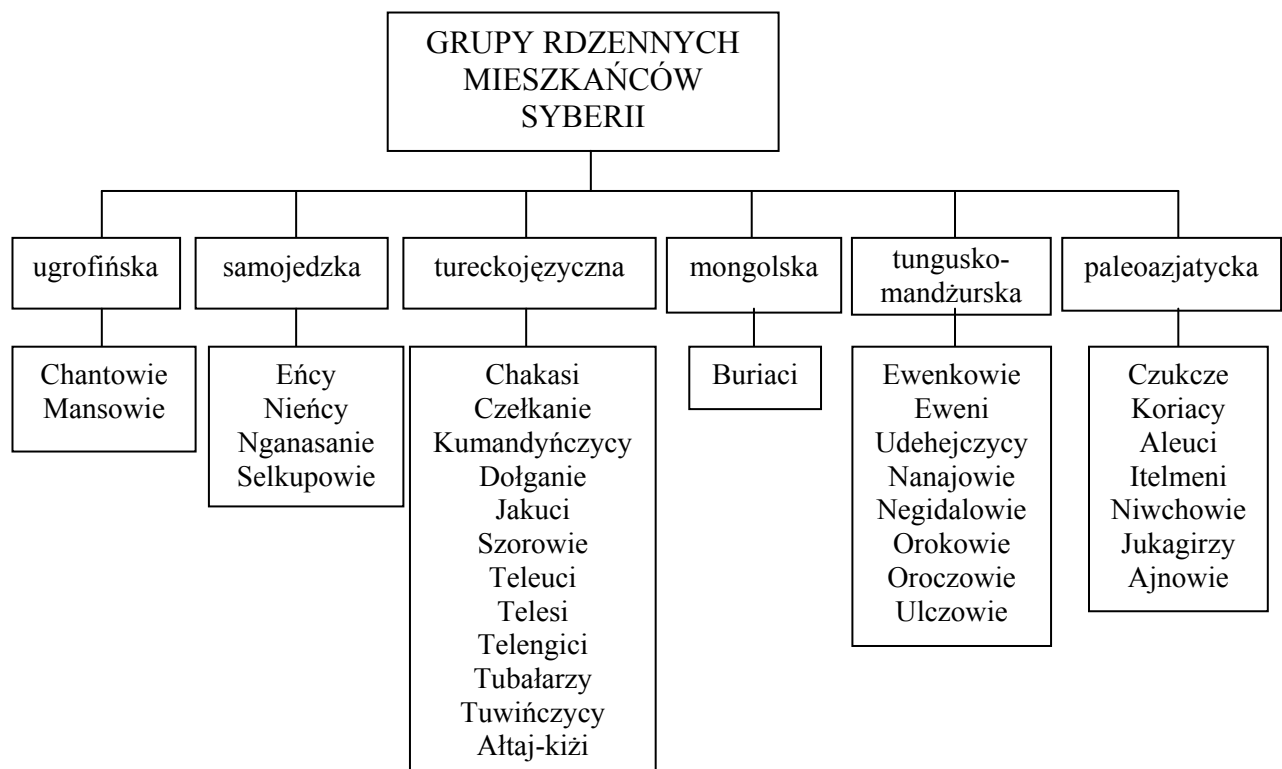 GRUPY RDZENNYCH
MIESZKAŃCÓW
SYBERII
ugrofińska
samojedzka
tureckojęzyczna
mongolska
tungusko-
mandżurska
paleoazjatycka
Chantowie
Mansowie
Eńcy
Nieńcy
Nganasanie
Selkupowie
Chakasi
Czełkanie
Kumandyńczycy
Dołganie
Jakuci
Szorowie
Teleuci
Telesi
Telengici
Tubałarzy
Tuwińczycy
Ałtaj-kiżi
Buriaci
Ewenkowie
Eweni
Udehejczycy
Nanajowie
Negidalowie
Orokowie
Oroczowie
Ulczowie
Czukcze
Koriacy
Aleuci
Itelmeni
Niwchowie
Jukagirzy
Ajnowie